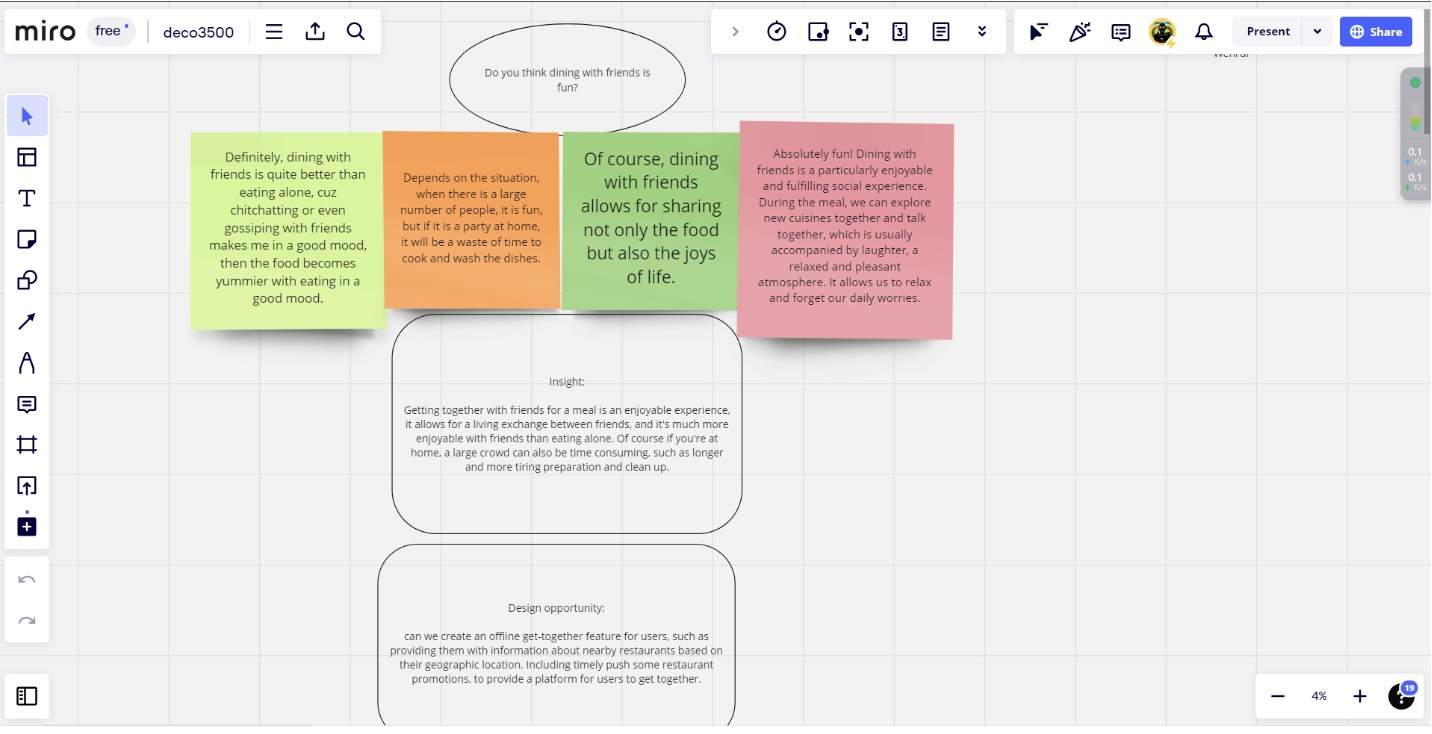 miro free deco3500
3
Present
Share
Do you think dining with friends is
fun?
Definitely, dining with
friends is quite better than
eating alone, cuz
chitchatting or even
gossiping with friends
makes me in a good mood,
then the food becomes
yummier with eating in a
good mood.
Depends on the situation,
when there is a large
number of people, it is fun,
but if it is a party at home,
it will be a waste of time to
cook and wash the dishes.
Of course, dining
with friends
allows for sharing
not only the food
but also the joys
of life.
Absolutely fun! Dining with
friends is a particularly enjoyable
and fulfilling social experience.
During the meal, we can explore
new cuisines together and talk
together, which is usually
accompanied by laughter, a
relaxed and pleasant
atmosphere. It allows us to relax
and forget our daily worries.
0.1
K/s
0.1
K/s
Insight:
Getting together with friends for a meal is an enjoyable experience,
it allows for a living exchange between friends, and it's much more
enjoyable with friends than eating alone. Of course if you're at
home, a large crowd can also be time consuming, such as longer
and more tiring preparation and clean up.
Design opportunity:
can we create an offline get-together feature for users, such as
providing them with information about nearby restaurants based on
their geographic location. Including timely push some restaurant
promotions, to provide a platform for users to get together.
4%
?
19